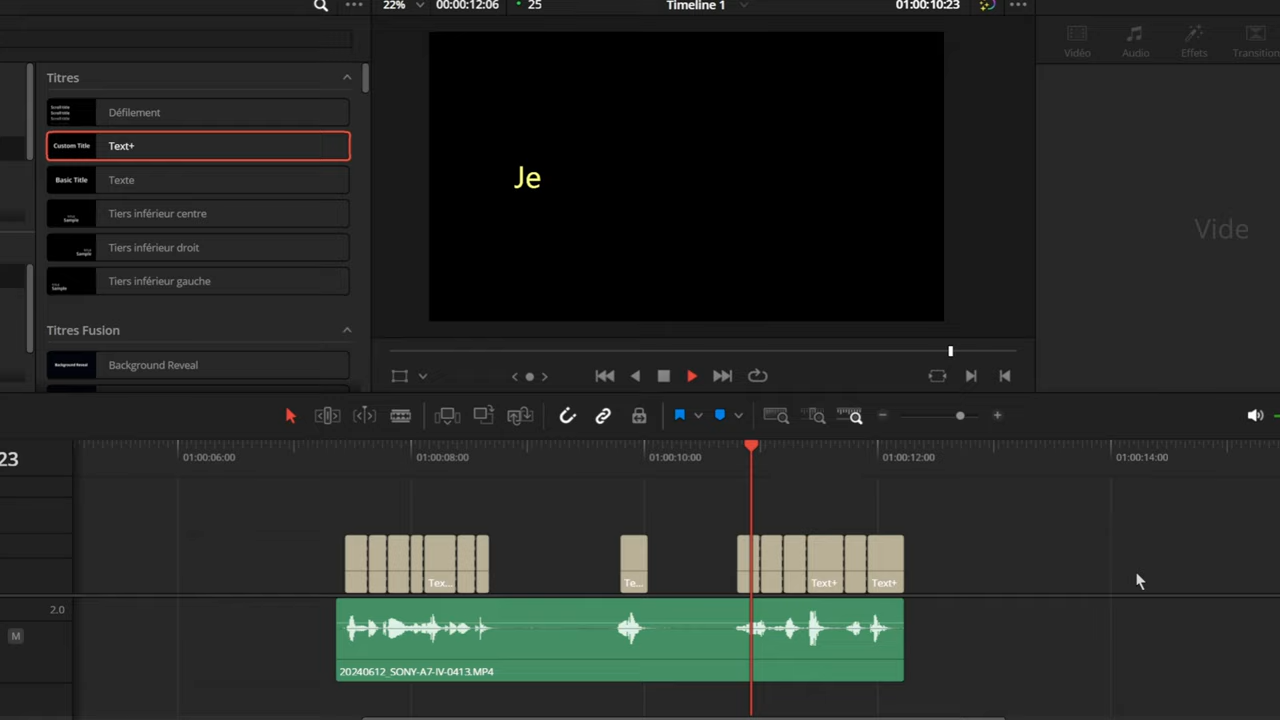 22% 00:00:12:06 25 Timeline 1 01:00:10:23
Vidéo Audio Effets Transition
Titres
Défilement
Custom Title Text+
Basic Title Texte
Tiers inférieur centre
Tiers inférieur droit
Tiers inférieur gauche
Titres Fusion
Background Reveal Background Reveal
Je
Vide
23 01:00:06:00 01:00:08:00 01:00:10:00 01:00:12:00 01:00:14:00
Tex... Te... Text+ Text+
2.0
M
20240612_SONY-A7-IV-0413.MP4